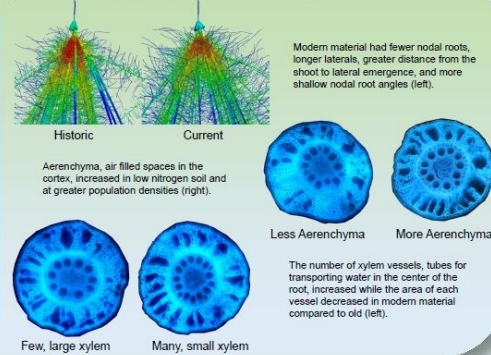 Modern material had fewer nodal roots,
longer laterals, greater distance from the
shoot to lateral emergence, and more
shallow nodal root angles (left).
Historic
Current
Aerenchyma, air filled spaces in the
cortex, increased in low nitrogen soil and
at greater population densities (right).
Less Aerenchyma
More Aerenchyma
The number of xylem vessels, tubes for
transporting water in the center of the
root, increased while the area of each
vessel decreased in modern material
compared to old (left).
Few, large xylem
Many, small xylem